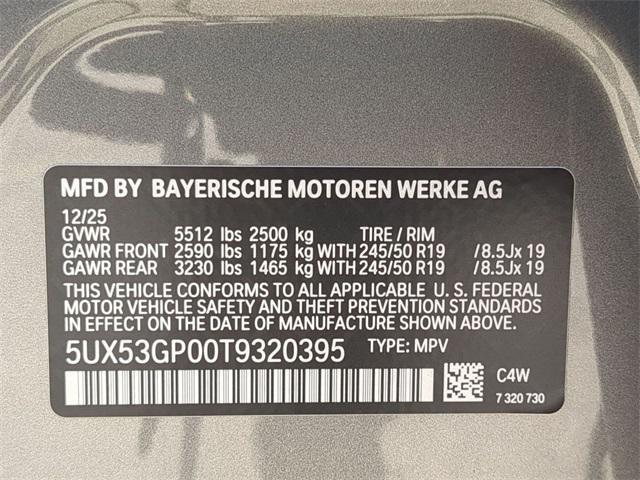 MFD BY BAYERISCHE MOTOREN WERKE AG
12/25
GVWR 5512 lbs 2500 kg TIRE / RIM
GAWR FRONT 2590 lbs 1175 kg WITH 245/50 R19 /8.5Jx 19
GAWR REAR 3230 lbs 1465 kg WITH 245/50 R19 /8.5Jx 19
THIS VEHICLE CONFORMS TO ALL APPLICABLE U. S. FEDERAL
MOTOR VEHICLE SAFETY AND THEFT PREVENTION STANDARDS
IN EFFECT ON THE DATE OF MANUFACTURE SHOWN ABOVE.
5UX53GP00T9320395 TYPE: MPV
C4W
7 320 730